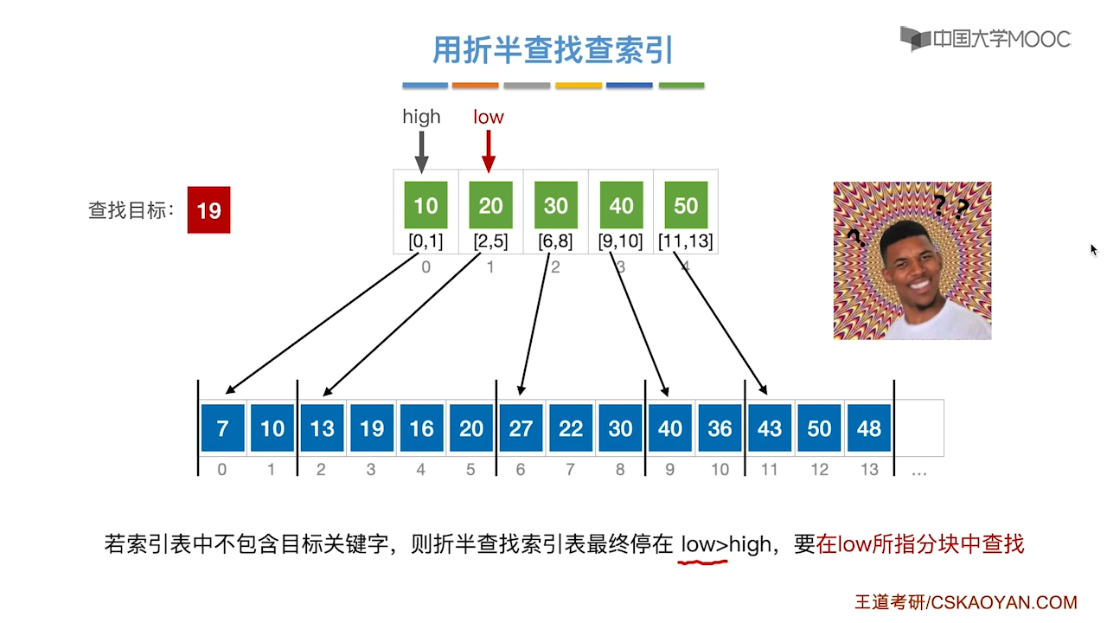 用折半查找查索引
中国大学MOOC
high low
查找目标： 19
10 20 30 40 50
[0,1] [2,5] [6,8] [9,10] [11,13]
0 1 2 3 4
? ? ?
7 10 13 19 16 20 27 22 30 40 36 43 50 48
0 1 2 3 4 5 6 7 8 9 10 11 12 13 …
若索引表中不包含目标关键字，则折半查找索引表最终停在 low>high，要在low所指分块中查找
王道考研/CSKAOYAN.COM